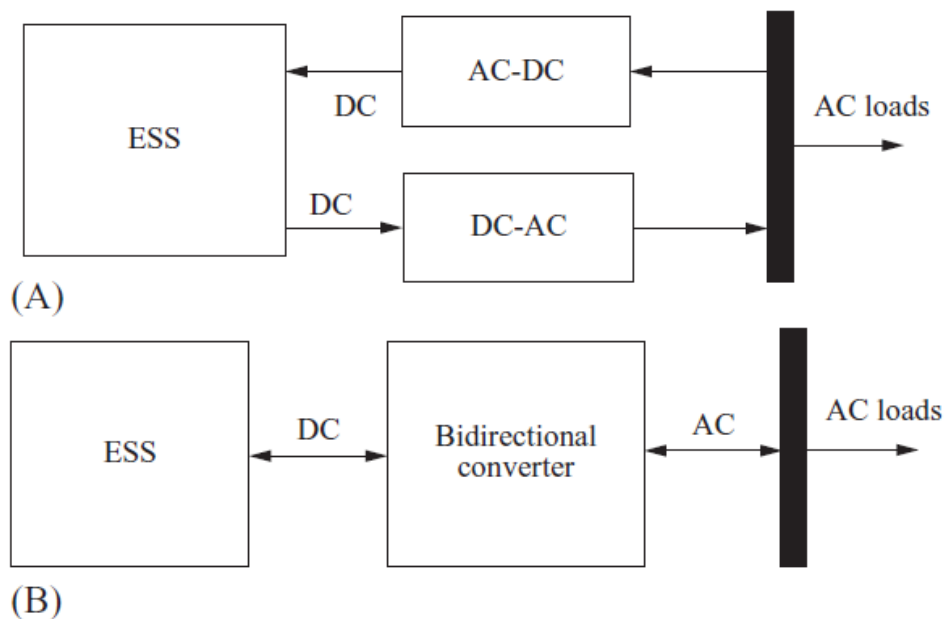 AC-DC
DC
AC loads
ESS
DC
DC-AC
(A)
ESS
DC
Bidirectional
converter
AC
AC loads
(B)